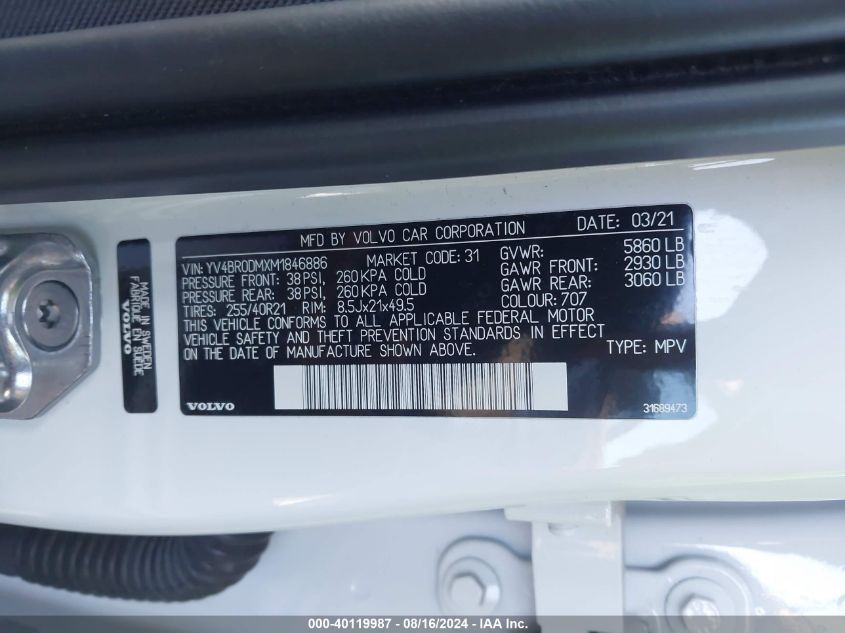 MFD BY VOLVO CAR CORPORATION DATE: 03/21
VIN: YV4BR0DMXM1846886 MARKET CODE: 31 GVWR: 5860 LB
PRESSURE FRONT: 38 PSI, 260 KPA COLD GAWR FRONT: 2930 LB
PRESSURE REAR: 38 PSI, 260 KPA COLD GAWR REAR: 3060 LB
TIRES: 255/40R21 RIM: 8.5Jx21x49.5 COLOUR: 707
THIS VEHICLE CONFORMS TO ALL APPLICABLE FEDERAL MOTOR
VEHICLE SAFETY AND THEFT PREVENTION STANDARDS IN EFFECT
ON THE DATE OF MANUFACTURE SHOWN ABOVE. TYPE: MPV
VOLVO 31689473
MADE IN SWEDEN
FABRIQUÉ EN SUÈDE
VOLVO
000-40119987 - 08/16/2024 - IAA Inc.